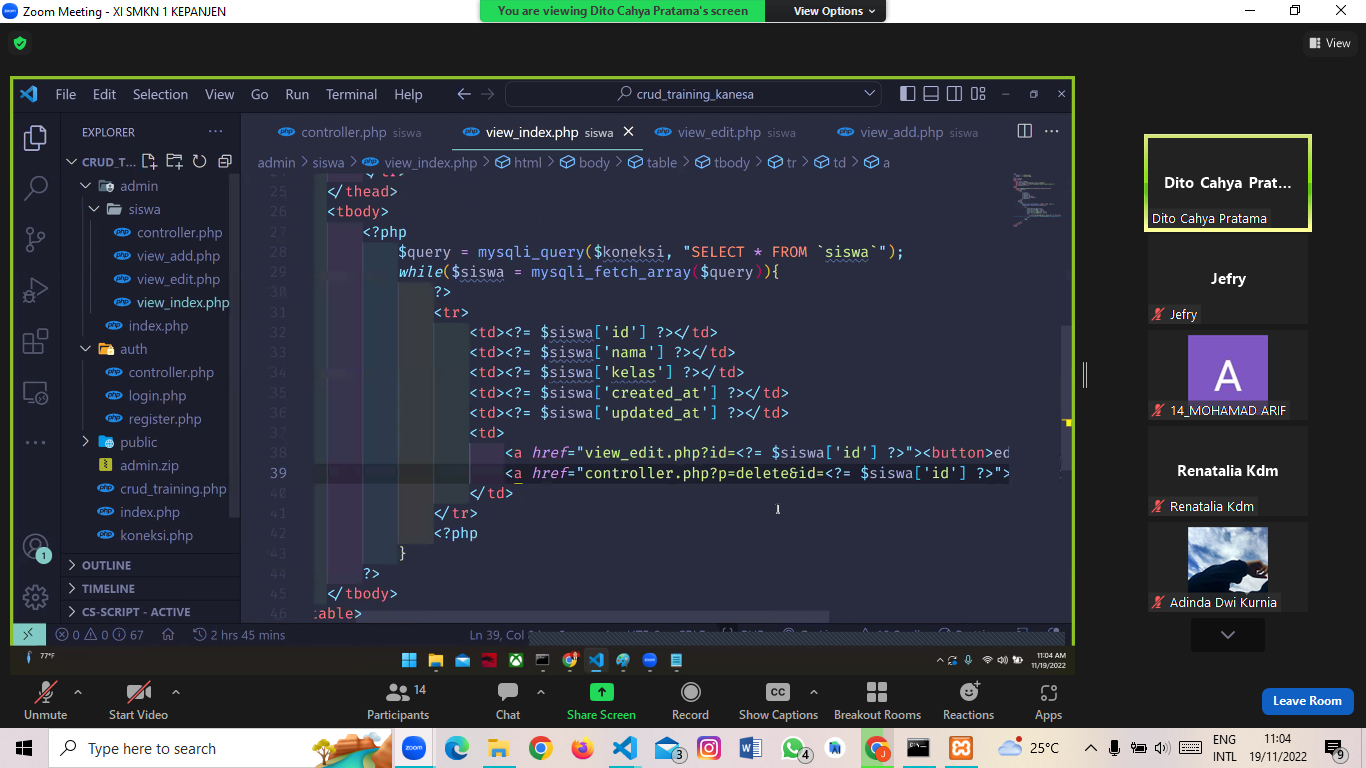 Zoom Meeting - XI SMKN 1 KEPANJEN
You are viewing Dito Cahya Pratama's screen
View Options
View
File Edit Selection View Go Run Terminal Help
crud_training_kanesa
EXPLORER
controller.php siswa
view_index.php siswa
view_edit.php siswa
view_add.php siswa
CRUD_T...
admin > siswa > view_index.php > html > body > table > tbody > tr > td > a
admin
siswa
controller.php
view_add.php
view_edit.php
view_index.php
index.php
auth
controller.php
login.php
register.php
public
admin.zip
crud_training.php
index.php
koneksi.php
OUTLINE
TIMELINE
CS-SCRIPT - ACTIVE
25 </thead>
26 <tbody>
27 <?php
28 $query = mysqli_query($koneksi, "SELECT * FROM `siswa`");
29 while($siswa = mysqli_fetch_array($query)){
30 ?>
31 <tr>
32 <td><?= $siswa['id'] ?></td>
33 <td><?= $siswa['nama'] ?></td>
34 <td><?= $siswa['kelas'] ?></td>
35 <td><?= $siswa['created_at'] ?></td>
36 <td><?= $siswa['updated_at'] ?></td>
37 <td>
38 <a href="view_edit.php?id=<?= $siswa['id'] ?>"><button>ed
39 <a href="controller.php?p=delete&id=<?= $siswa['id'] ?>">
40 </td>
41 </tr>
42 <?php
43 }
44 ?>
45 </tbody>
46 table>
1
0 0 67 2 hrs 45 mins
Ln 39, Col
77°F
11:04 AM
11/19/2022
Dito Cahya Prat...
Dito Cahya Pratama
Jefry
Jefry
A
14_MOHAMAD ARIF
Renatalia Kdm
Renatalia Kdm
Adinda Dwi Kurnia
Unmute
Start Video
14
Participants
Chat
Share Screen
Record
CC
Show Captions
Breakout Rooms
Reactions
Apps
Leave Room
Type here to search
zoom
3
4
J
25°C
ENG
INTL
11:04
19/11/2022
9